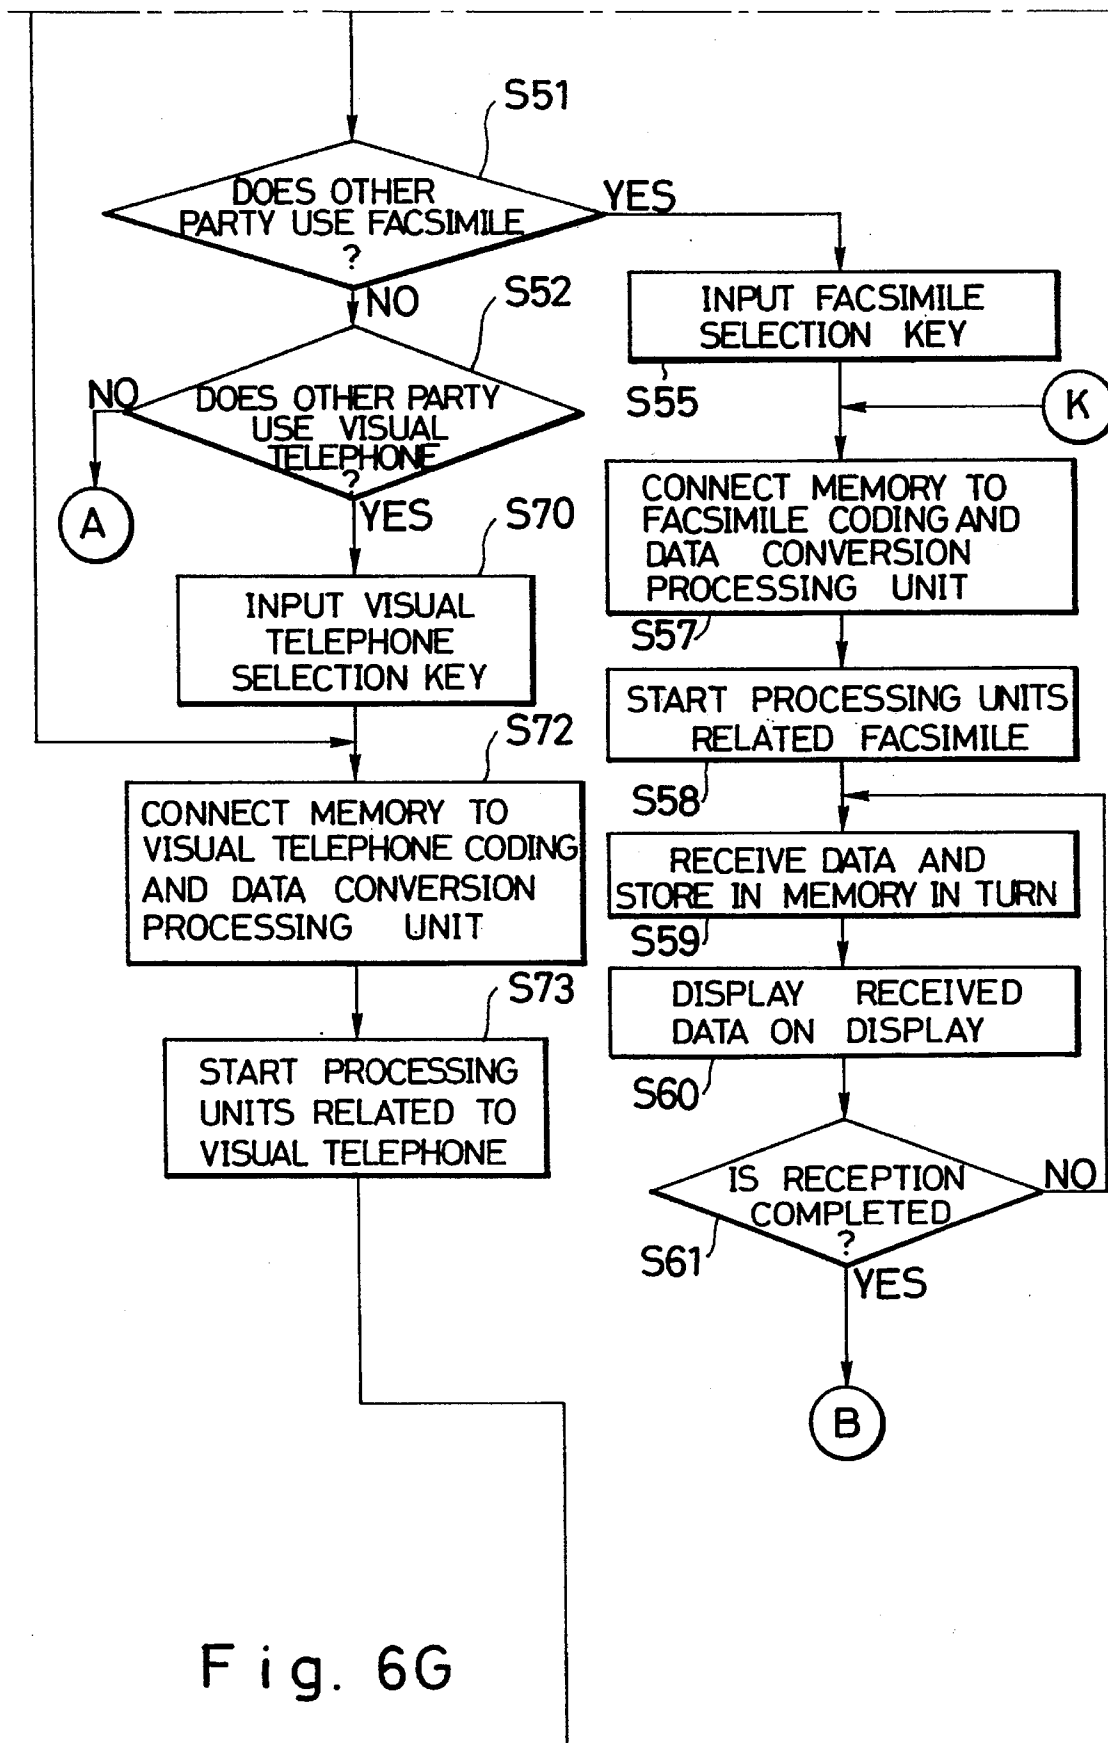 S51
DOES OTHER
PARTY USE FACSIMILE
?
YES
NO
S52
DOES OTHER PARTY
USE VISUAL
TELEPHONE
?
NO
A
YES
S70
INPUT VISUAL
TELEPHONE
SELECTION KEY
S72
CONNECT MEMORY TO
VISUAL TELEPHONE CODING
AND DATA CONVERSION
PROCESSING UNIT
S73
START PROCESSING
UNITS RELATED TO
VISUAL TELEPHONE
INPUT FACSIMILE
SELECTION KEY
S55
K
CONNECT MEMORY TO
FACSIMILE CODING AND
DATA CONVERSION
PROCESSING UNIT
S57
START PROCESSING UNITS
RELATED FACSIMILE
S58
RECEIVE DATA AND
STORE IN MEMORY IN TURN
S59
DISPLAY RECEIVED
DATA ON DISPLAY
S60
IS RECEPTION
COMPLETED
?
NO
S61
YES
B
Fig. 6G